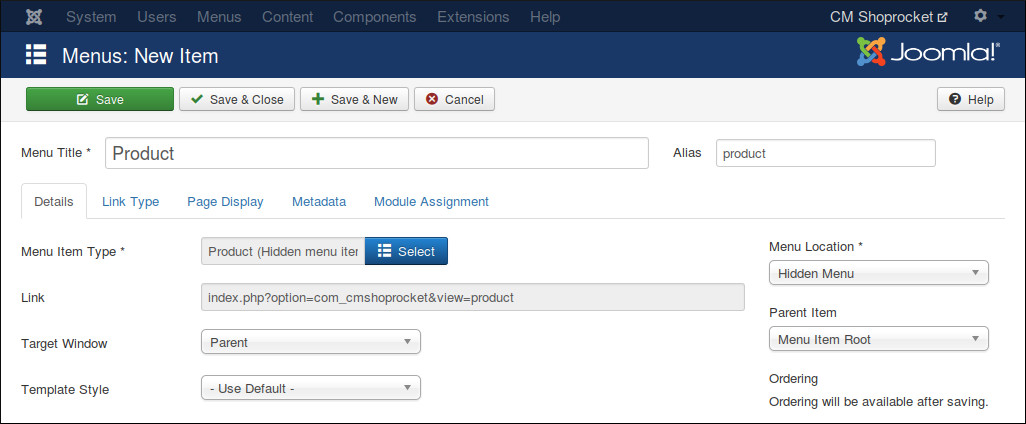 System Users Menus Content Components Extensions Help CM Shoprocket
Menus: New Item Joomla!®
Save Save & Close Save & New Cancel Help
Menu Title * Product Alias product
Details Link Type Page Display Metadata Module Assignment
Menu Item Type * Product (Hidden menu iter Select
Menu Location *
Hidden Menu
Link index.php?option=com_cmshoprocket&view=product
Parent Item
Target Window Parent
Menu Item Root
Template Style - Use Default -
Ordering
Ordering will be available after saving.